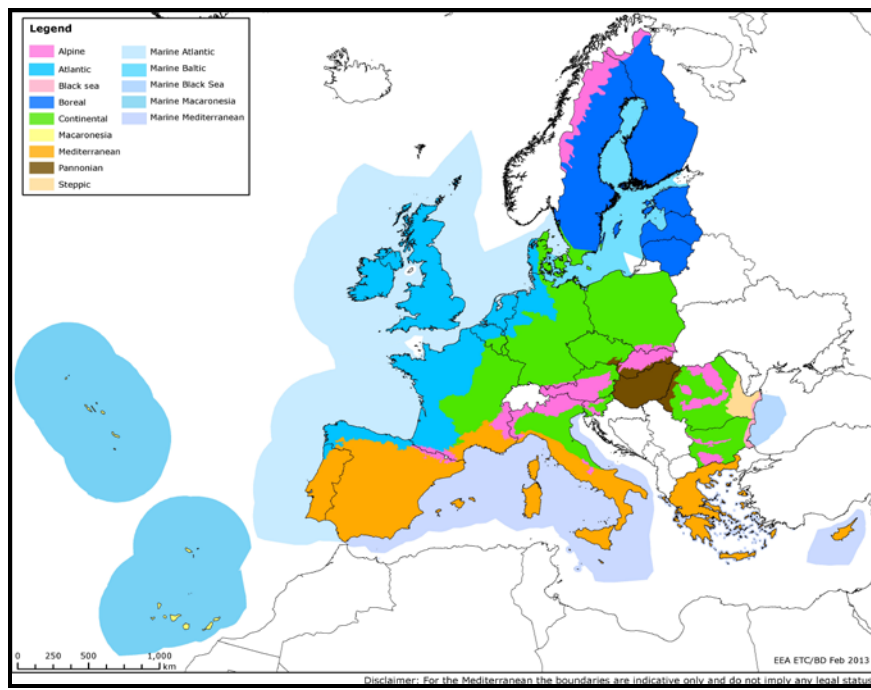 Legend
Alpine
Atlantic
Black sea
Boreal
Continental
Macaronesia
Mediterranean
Pannonian
Steppic
Marine Atlantic
Marine Baltic
Marine Black Sea
Marine Macaronesia
Marine Mediterranean
0 250 500 1,000
km
EEA ETC/BD Feb 2013
Disclaimer: For the Mediterranean the boundaries are indicative only and do not imply any legal status